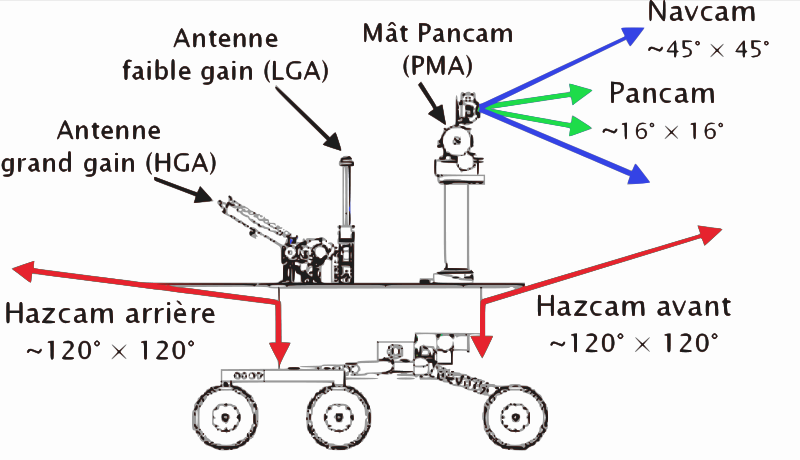 Navcam
~45° × 45°
Mât Pancam
(PMA)
Antenne
faible gain (LGA)
Pancam
~16° × 16°
Antenne
grand gain (HGA)
Hazcam arrière
~120° × 120°
Hazcam avant
~120° × 120°